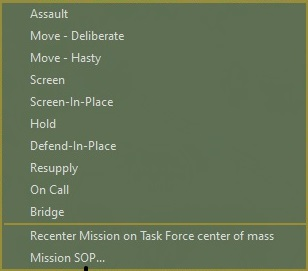 Assault
Move - Deliberate
Move - Hasty
Screen
Screen-In-Place
Hold
Defend-In-Place
Resupply
On Call
Bridge
Recenter Mission on Task Force center of mass
Mission SOP...